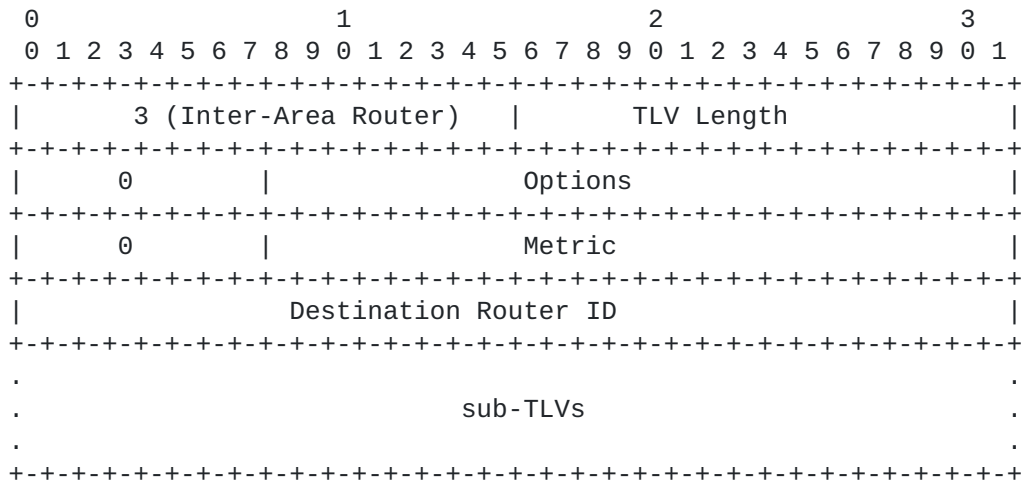 0                   1                   2                   3
 0 1 2 3 4 5 6 7 8 9 0 1 2 3 4 5 6 7 8 9 0 1 2 3 4 5 6 7 8 9 0 1
+-+-+-+-+-+-+-+-+-+-+-+-+-+-+-+-+-+-+-+-+-+-+-+-+-+-+-+-+-+-+-+-+
|       3 (Inter-Area Router)   |       TLV Length              |
+-+-+-+-+-+-+-+-+-+-+-+-+-+-+-+-+-+-+-+-+-+-+-+-+-+-+-+-+-+-+-+-+
|      0        |                Options                        |
+-+-+-+-+-+-+-+-+-+-+-+-+-+-+-+-+-+-+-+-+-+-+-+-+-+-+-+-+-+-+-+-+
|      0        |                Metric                         |
+-+-+-+-+-+-+-+-+-+-+-+-+-+-+-+-+-+-+-+-+-+-+-+-+-+-+-+-+-+-+-+-+
|                 Destination Router ID                         |
+-+-+-+-+-+-+-+-+-+-+-+-+-+-+-+-+-+-+-+-+-+-+-+-+-+-+-+-+-+-+-+-+
.                                                               .
.                            sub-TLVs                           .
.                                                               .
+-+-+-+-+-+-+-+-+-+-+-+-+-+-+-+-+-+-+-+-+-+-+-+-+-+-+-+-+-+-+-+-+